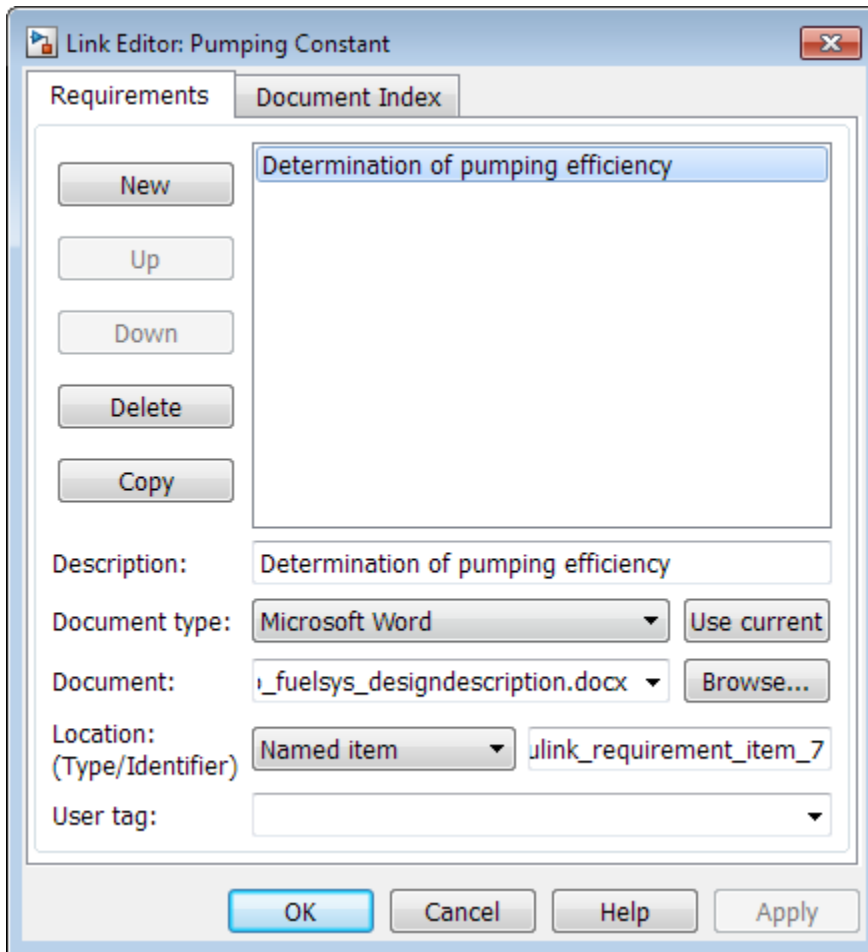 Link Editor: Pumping Constant
Requirements
Document Index
New
Up
Down
Delete
Copy
Determination of pumping efficiency
Description:
Determination of pumping efficiency
Document type:
Microsoft Word
Use current
Document:
_fuelsys_designdescription.docx
Browse...
Location:
(Type/Identifier)
Named item
ulink_requirement_item_7
User tag:
OK
Cancel
Help
Apply